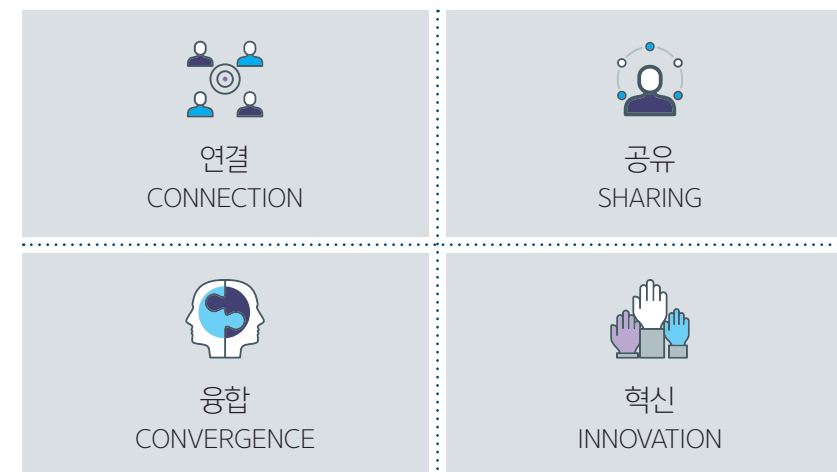 연결
CONNECTION
공유
SHARING
융합
CONVERGENCE
혁신
INNOVATION